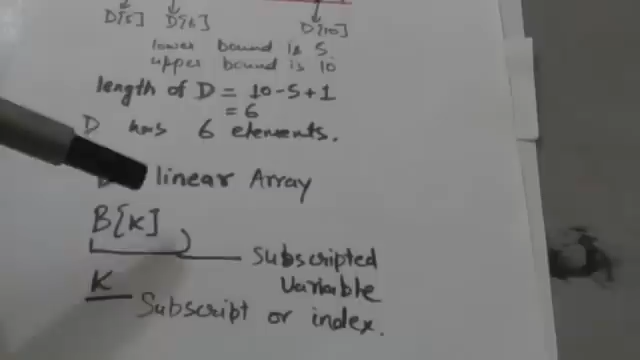 D[5] D[6] D[10]
lower bound is 5.
upper bound is 10
length of D = 10-5+1
= 6
D has 6 elements.
linear Array
B[K]
Subscripted
Variable
K
Subscript or index.